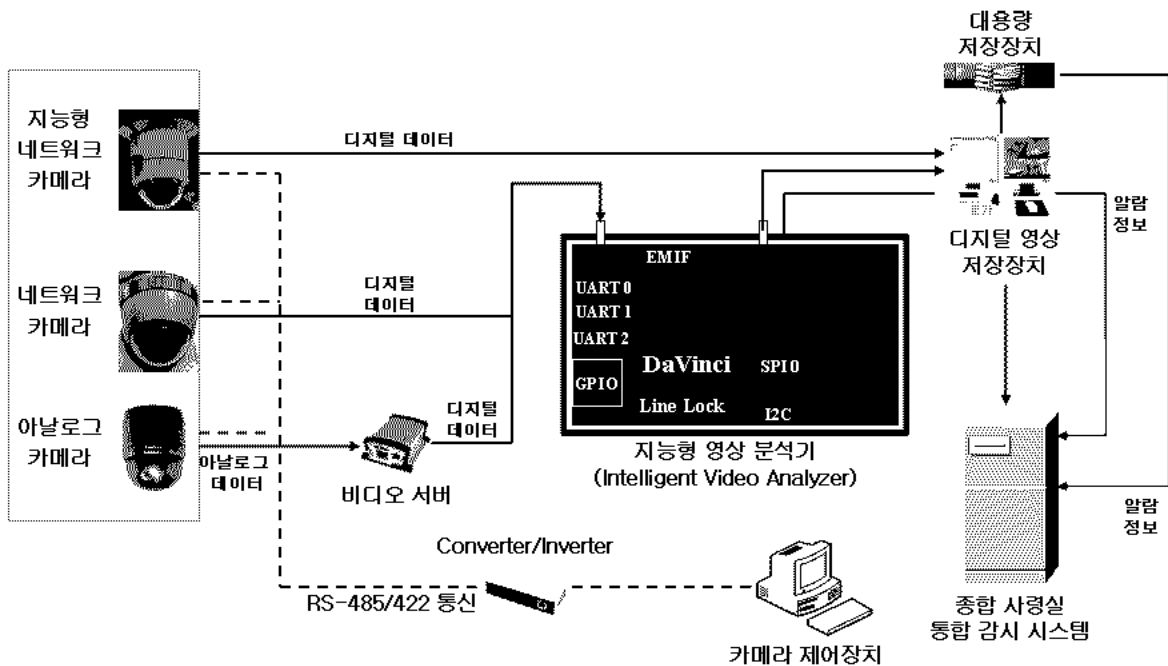 대용량
저장장치
지능형
네트워크
카메라
디지털 데이터
알람
정보
디지털 영상
저장장치
네트워크
카메라
디지털
데이터
EMIF
UART 0
UART 1
UART 2
GPIO
DaVinci
SPI 0
Line Lock
I2C
지능형 영상 분석기
(Intelligent Video Analyzer)
아날로그
카메라
아날로그
데이터
디지털
데이터
비디오 서버
알람
정보
Converter/Inverter
RS-485/422 통신
카메라 제어장치
종합 사령실
통합 감시 시스템